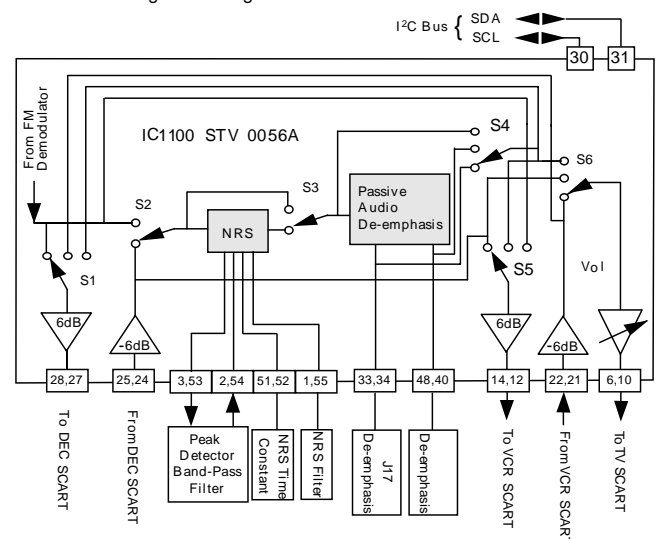 I²C Bus { SDA
SCL
30
31
From FM
Demodulator
IC1100 STV 0056A
S4
S6
S2
S3
Passive
Audio
De-emphasis
NRS
S1
S5
Vol
6dB
-6dB
6dB
-6dB
28,27
25,24
3,53
2,54
51,52
1,55
33,34
48,40
14,12
22,21
6,10
To DEC SCART
From DEC SCART
Peak
Detector
Band-Pass
Filter
NRS Time
Constant
NRS Filter
J17
De-emphasis
De-emphasis
To VCR SCART
From VCR SCART
To TV SCART